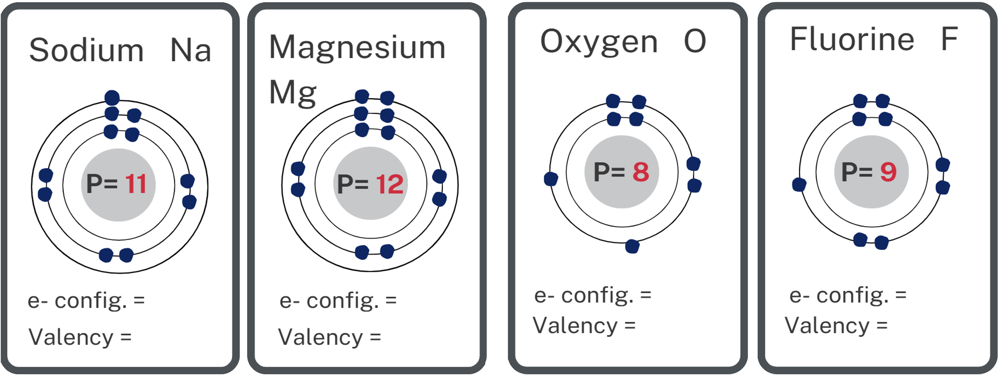 Sodium Na
P= 11
e- config. =
Valency =
Magnesium
Mg
P= 12
e- config. =
Valency =
Oxygen O
P= 8
e- config. =
Valency =
Fluorine F
P= 9
e- config. =
Valency =